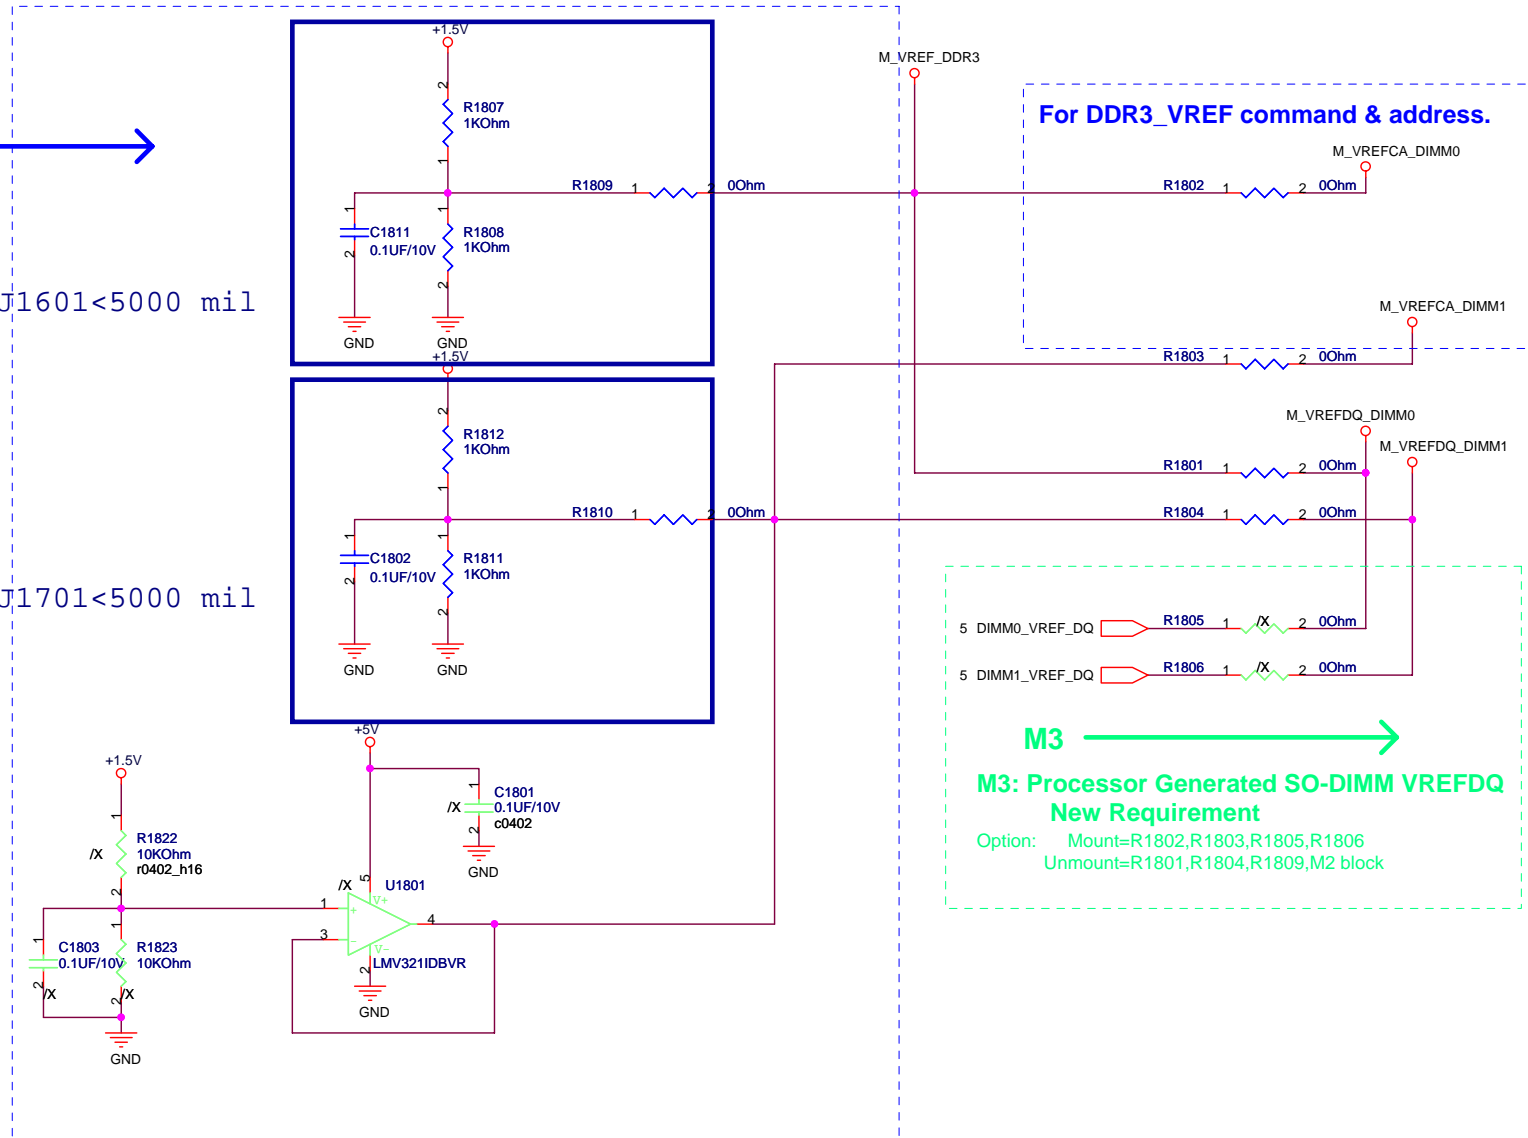 +1.5V
2
R1807
1KOhm
1
R1809 1 2 0Ohm
1
C1811
0.1UF/10V
2
1
R1808
1KOhm
2
GND
GND
J1601<5000 mil
M_VREF_DDR3
For DDR3_VREF command & address.
M_VREFCA_DIMM0
R1802 1 2 0Ohm
M_VREFCA_DIMM1
R1803 1 2 0Ohm
+1.5V
2
R1812
1KOhm
1
R1810 1 2 0Ohm
1
C1802
0.1UF/10V
2
1
R1811
1KOhm
2
GND
GND
J1701<5000 mil
M_VREFDQ_DIMM0
M_VREFDQ_DIMM1
R1801 1 2 0Ohm
R1804 1 2 0Ohm
5 DIMM0_VREF_DQ R1805 1 /X 2 0Ohm
5 DIMM1_VREF_DQ R1806 1 /X 2 0Ohm
M3
M3: Processor Generated SO-DIMM VREFDQ
New Requirement
Option: Mount=R1802,R1803,R1805,R1806
Unmount=R1801,R1804,R1809,M2 block
+5V
1
C1801
/X 0.1UF/10V
c0402
2
GND
+1.5V
1
R1822
/X 10KOhm
r0402_h16
2
1
C1803
0.1UF/10V
2
/X
1
R1823
10KOhm
2
/X
GND
/X
5
U1801
1
+
V+
4
3
-
V-
2
LMV321IDBVR
GND